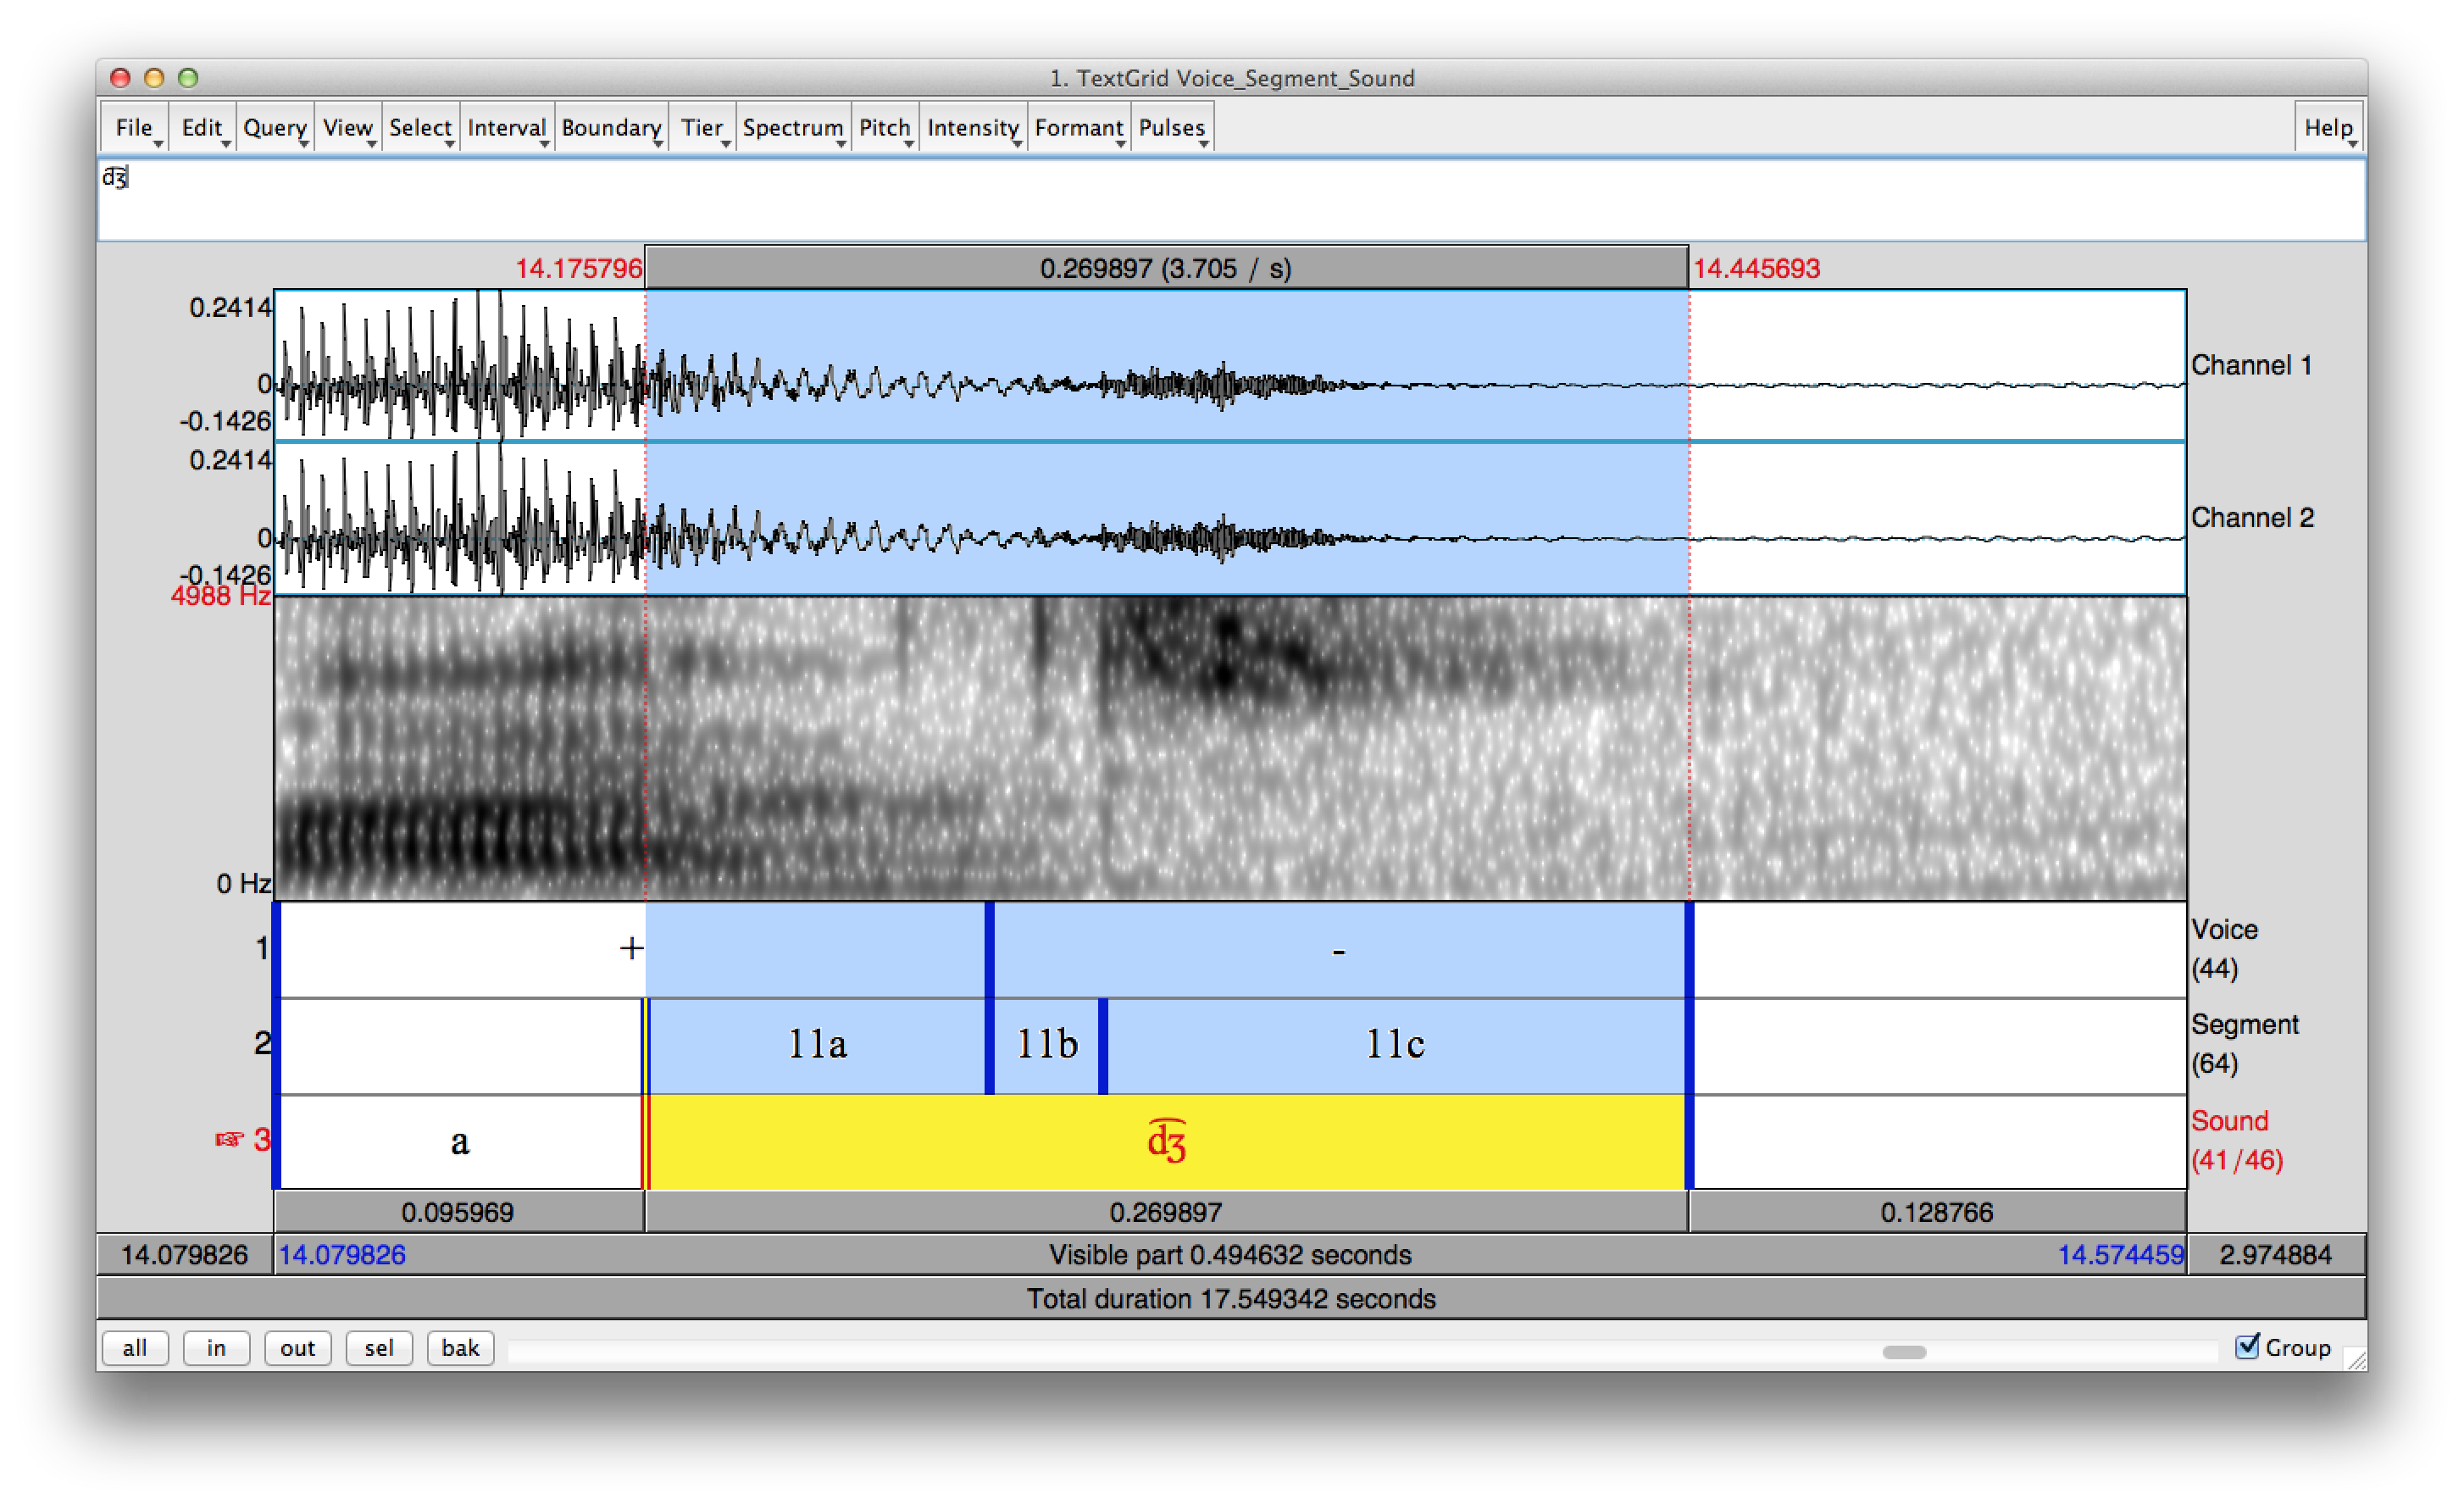 1. TextGrid Voice_Segment_Sound
File Edit Query View Select Interval Boundary Tier Spectrum Pitch Intensity Formant Pulses Help
d͡ʒ
14.175796 0.269897 (3.705 / s) 14.445693
0.2414
0 Channel 1
-0.1426
0.2414
0 Channel 2
-0.1426
4988 Hz
0 Hz
1 + - Voice
(44)
2 11a 11b 11c Segment
(64)
☞ 3 a d͡ʒ Sound
(41/46)
0.095969 0.269897 0.128766
14.079826 14.079826 Visible part 0.494632 seconds 14.574459 2.974884
Total duration 17.549342 seconds
all in out sel bak Group